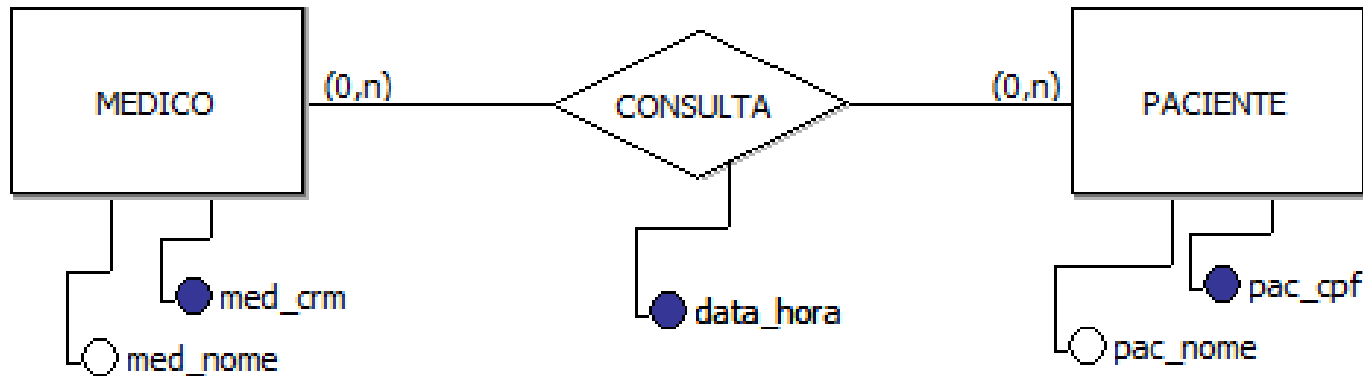 MEDICO
(0,n)
CONSULTA
(0,n)
PACIENTE
med_crm
med_nome
data_hora
pac_cpf
pac_nome